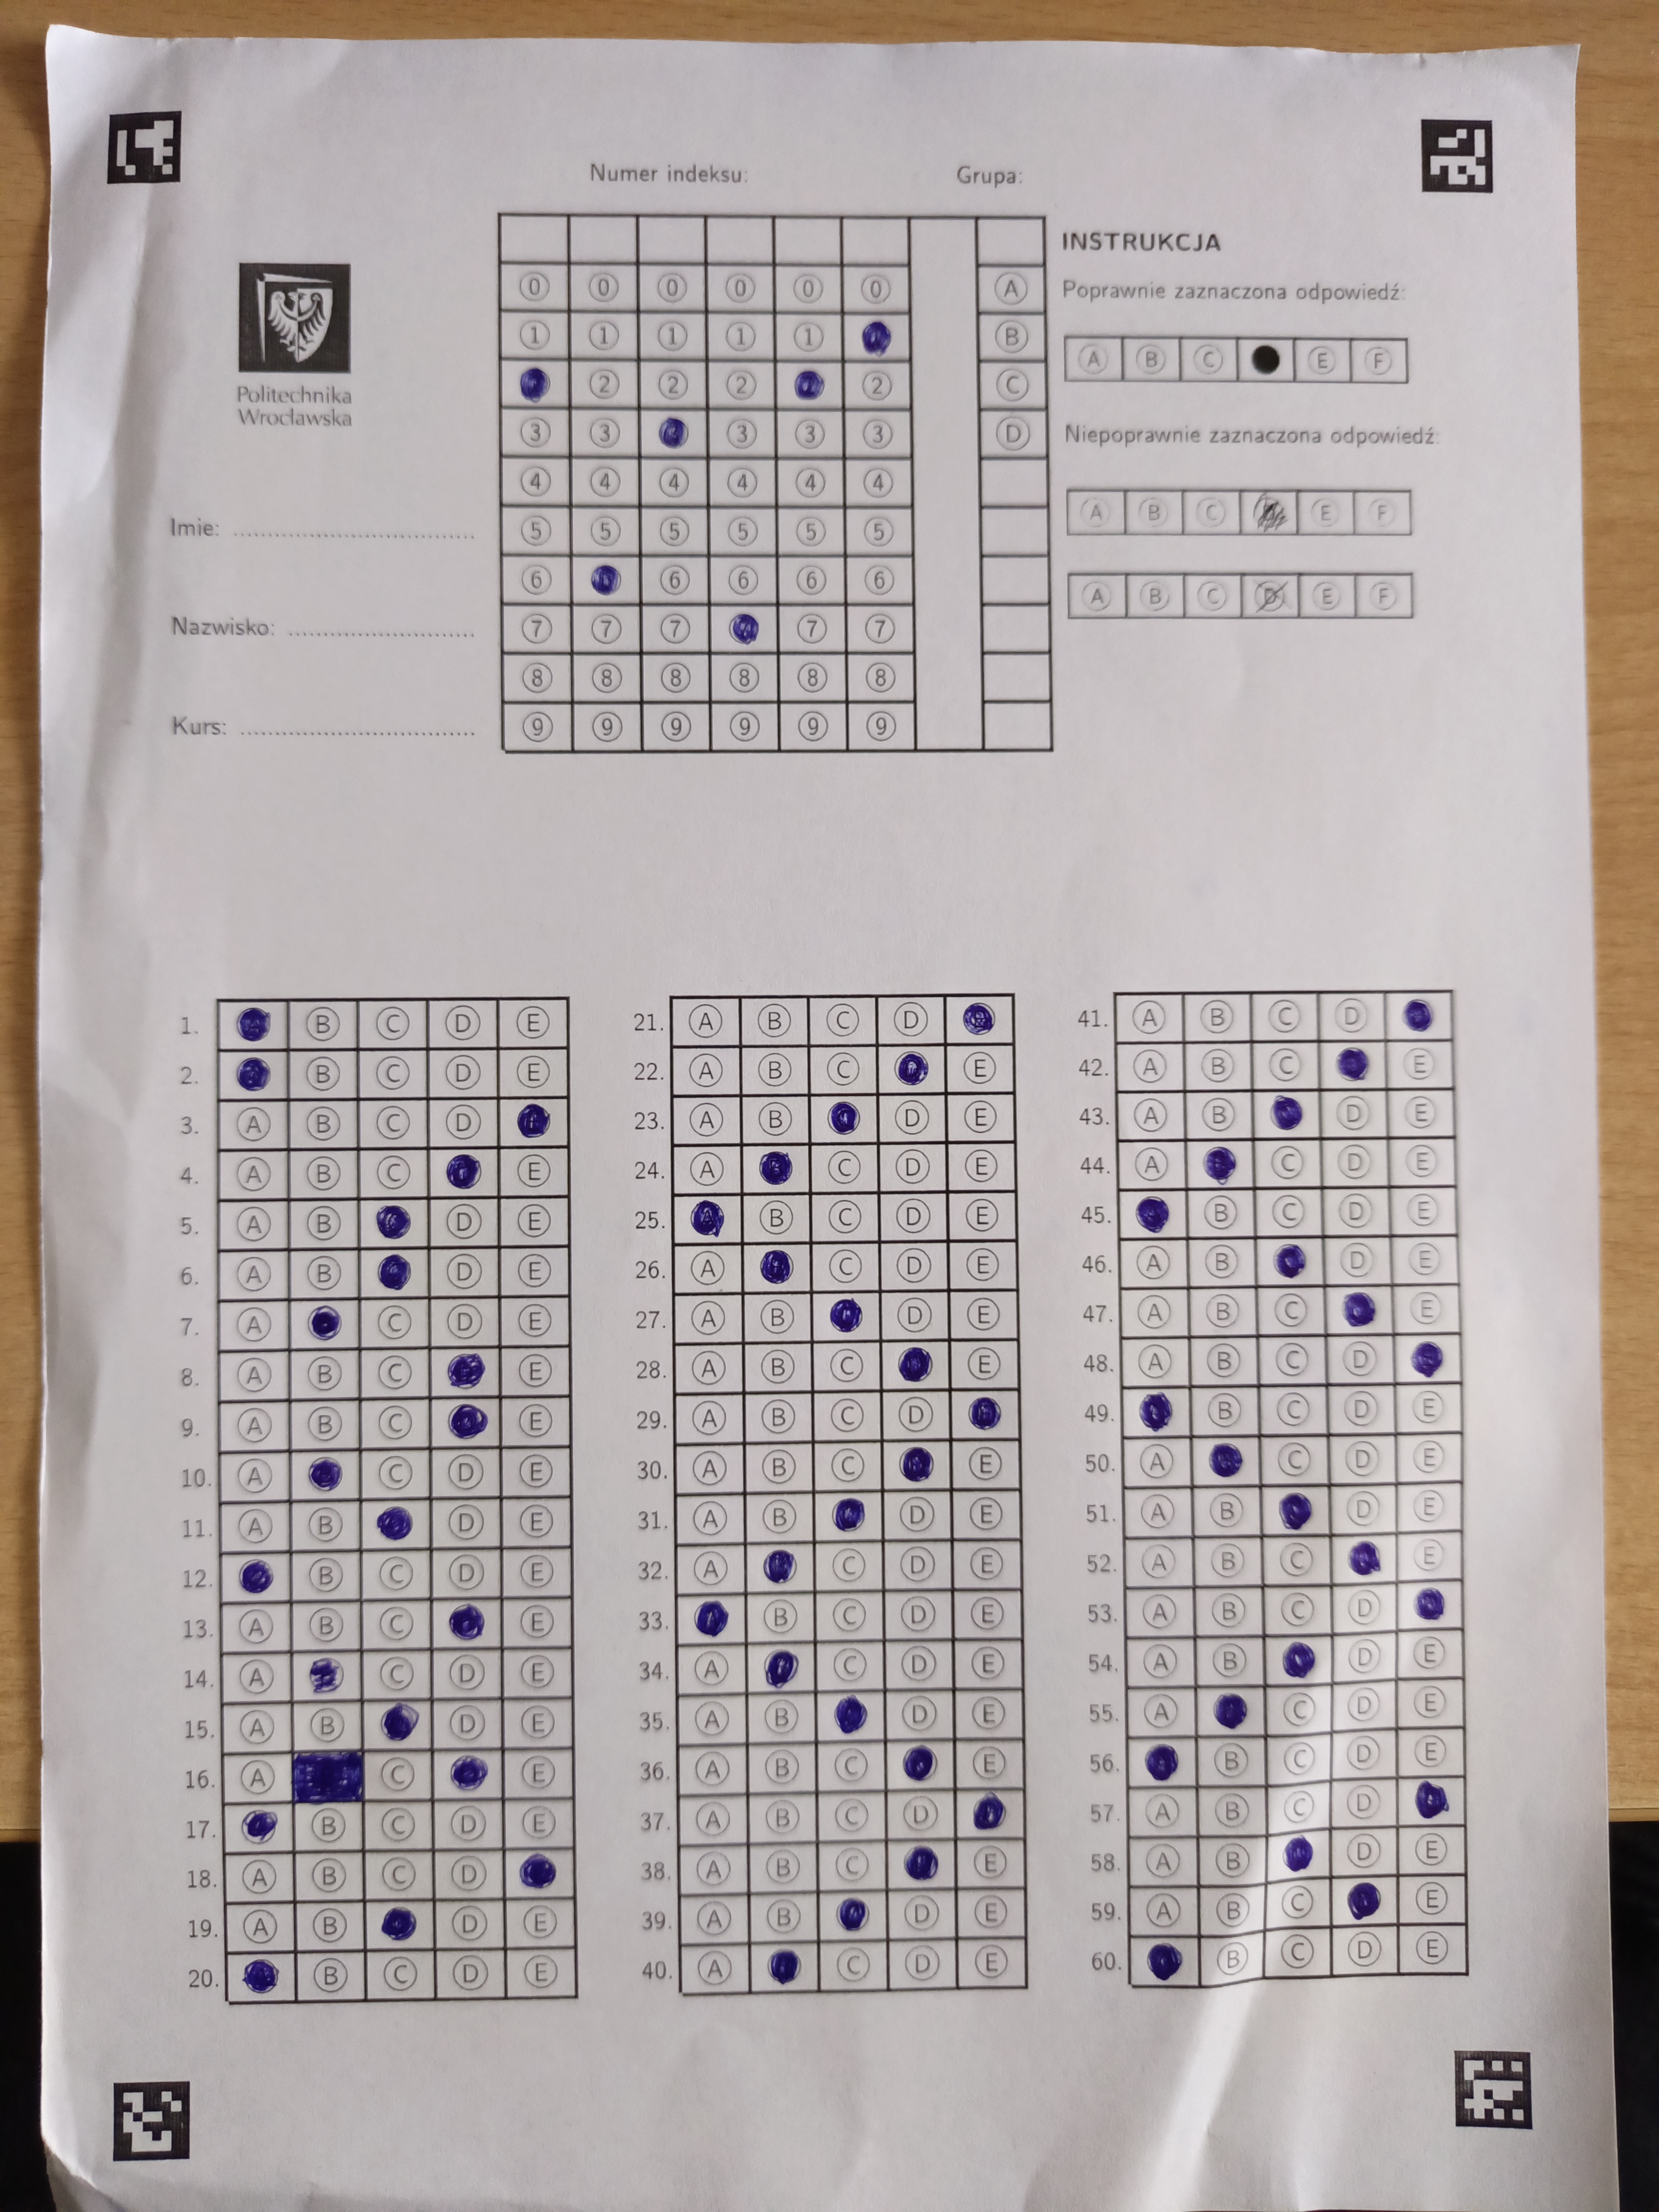 Numer indeksu: Grupa:
INSTRUKCJA
0 0 0 0 0 0 A
Poprawnie zaznaczona odpowiedź:
1 1 1 1 1 B
A B C E F
2 2 2 2 C
Politechnika
Wrocławska
3 3 3 3 3 D
Niepoprawnie zaznaczona odpowiedź:
4 4 4 4 4 4
A B C E F
Imie: ..................................
5 5 5 5 5 5
6 6 6 6 6
A B C D E F
Nazwisko: ...........................
7 7 7 7 7
8 8 8 8 8 8
Kurs: ..................................
9 9 9 9 9 9
1. B C D E
2. B C D E
3. A B C D
4. A B C E
5. A B D E
6. A B D E
7. A C D E
8. A B C E
9. A B C E
10. A C D E
11. A B D E
12. B C D E
13. A B C E
14. A C D E
15. A B D E
16. A C E
17. B C D E
18. A B C D
19. A B D E
20. B C D E
21. A B C D
22. A B C E
23. A B D E
24. A C D E
25. A B C D E
26. A C D E
27. A B D E
28. A B C E
29. A B C D
30. A B C E
31. A B D E
32. A C D E
33. B C D E
34. A C D E
35. A B D E
36. A B C E
37. A B C D
38. A B C E
39. A B D E
40. A C D E
41. A B C D
42. A B C E
43. A B D E
44. A C D E
45. B C D E
46. A B D E
47. A B C E
48. A B C D
49. B C D E
50. A C D E
51. A B D E
52. A B C E
53. A B C D
54. A B D E
55. A C D E
56. B C D E
57. A B C D
58. A B D E
59. A B C E
60. B C D E